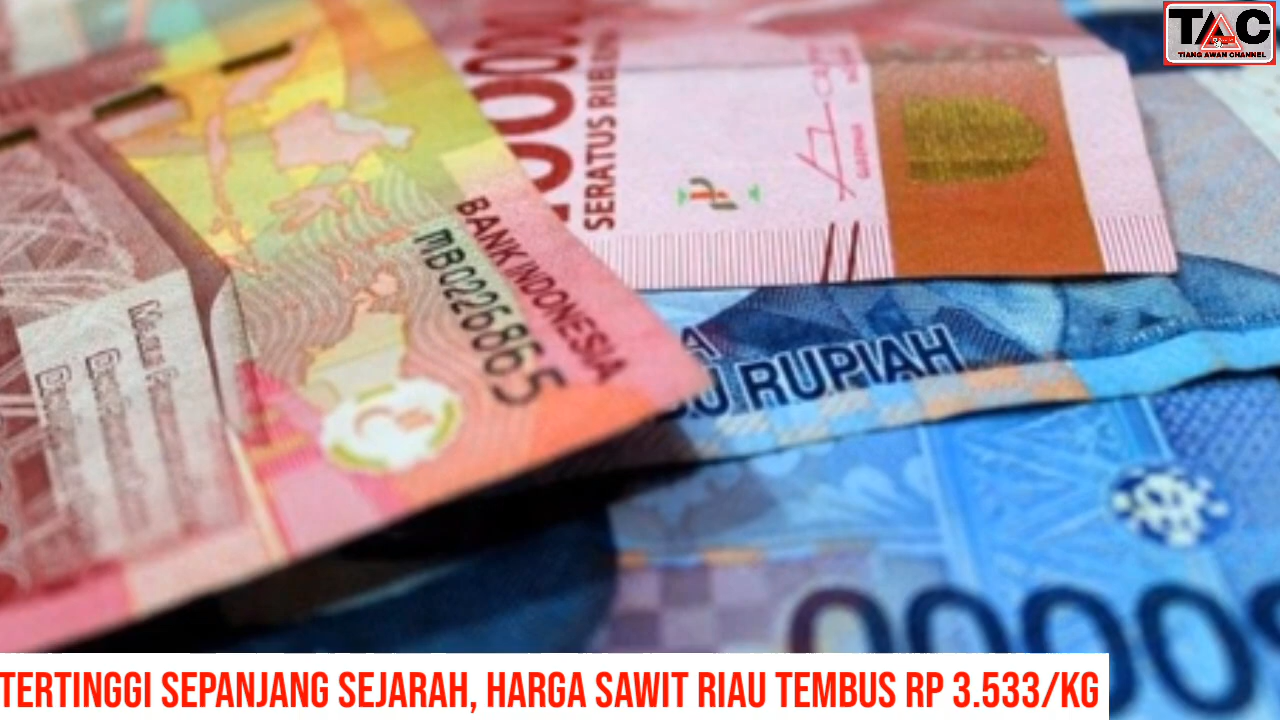 TAC
TIANG AWAN CHANNEL
SERATUS RIBU
BANK INDONESIA
MB0226865
RUPIAH
TERTINGGI SEPANJANG SEJARAH, HARGA SAWIT RIAU TEMBUS RP 3.533/KG